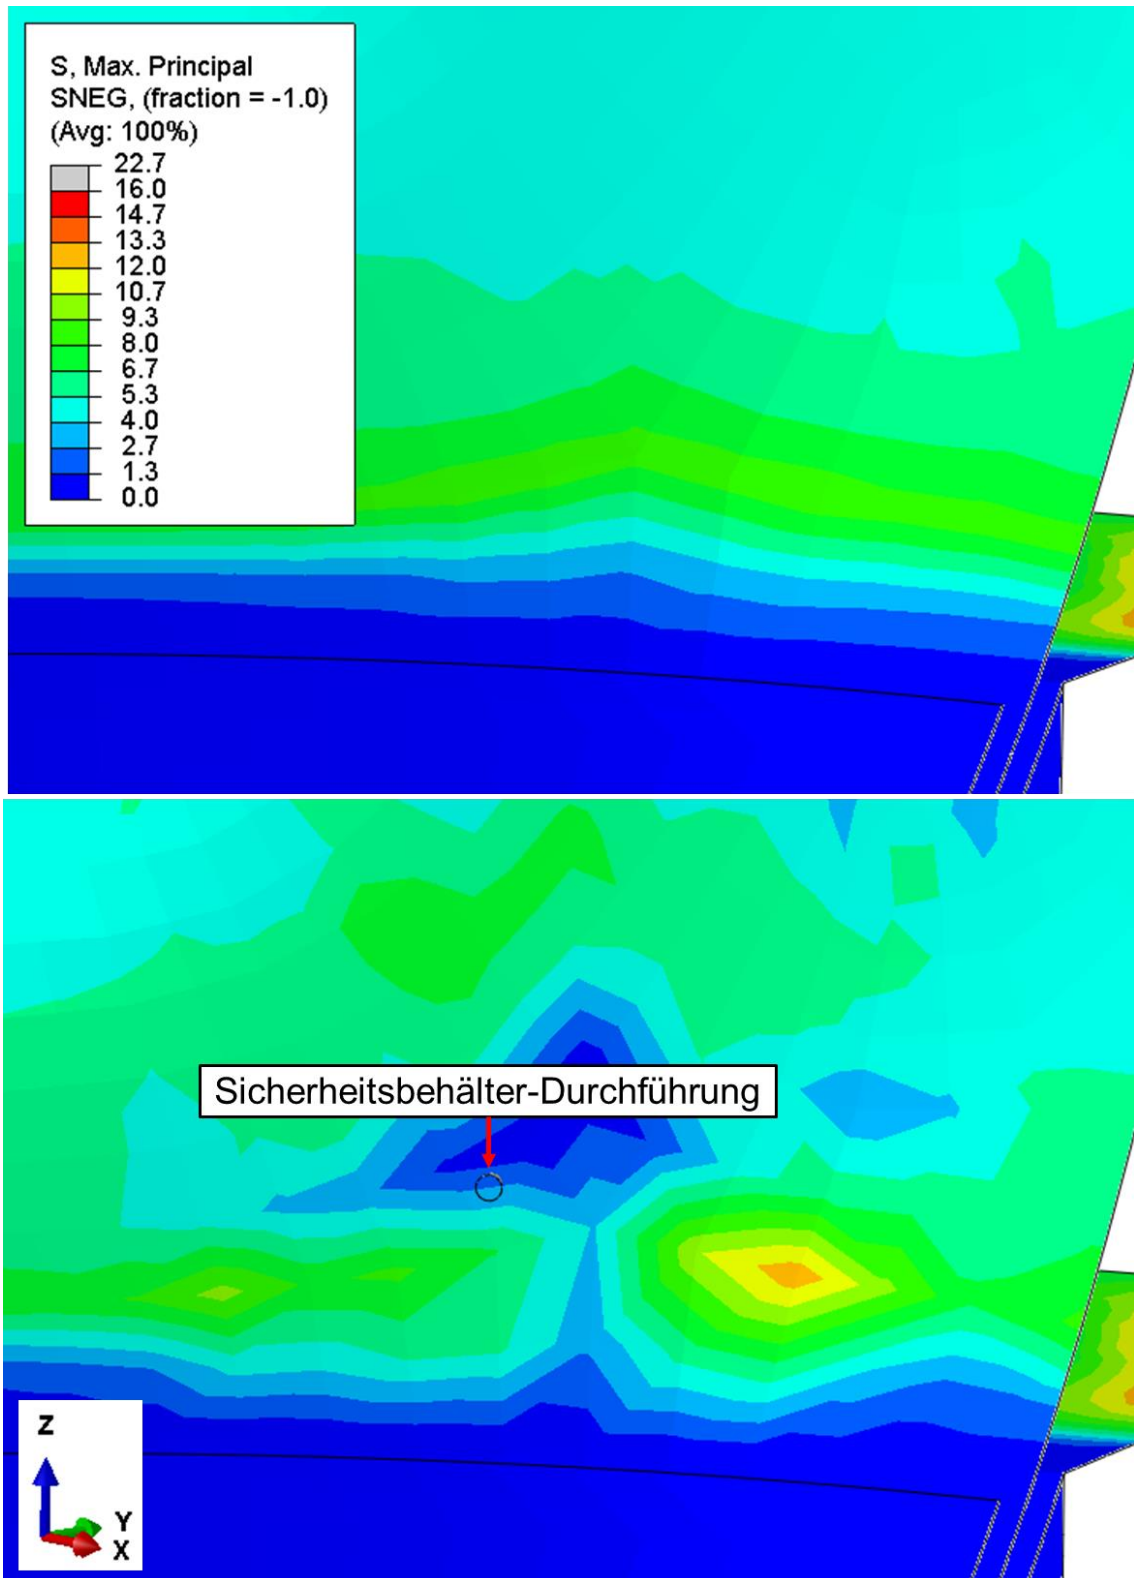 S, Max. Principal
SNEG, (fraction = -1.0)
(Avg: 100%)
22.7
16.0
14.7
13.3
12.0
10.7
9.3
8.0
6.7
5.3
4.0
2.7
1.3
0.0
Sicherheitsbehälter-Durchführung
Z
Y
X